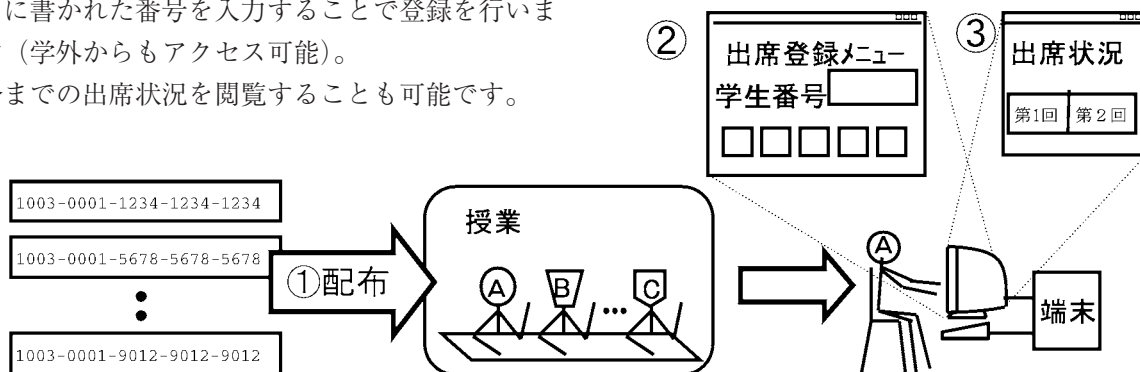 に書かれた番号を入力することで登録を行いま
(学外からもアクセス可能)。
までの出席状況を閲覧することも可能です。
1003-0001-1234-1234-1234
1003-0001-5678-5678-5678
1003-0001-9012-9012-9012
①配布
授業
A
B
...
C
②
出席登録メニュー
学生番号
③
出席状況
第1回
第2回
A
端末